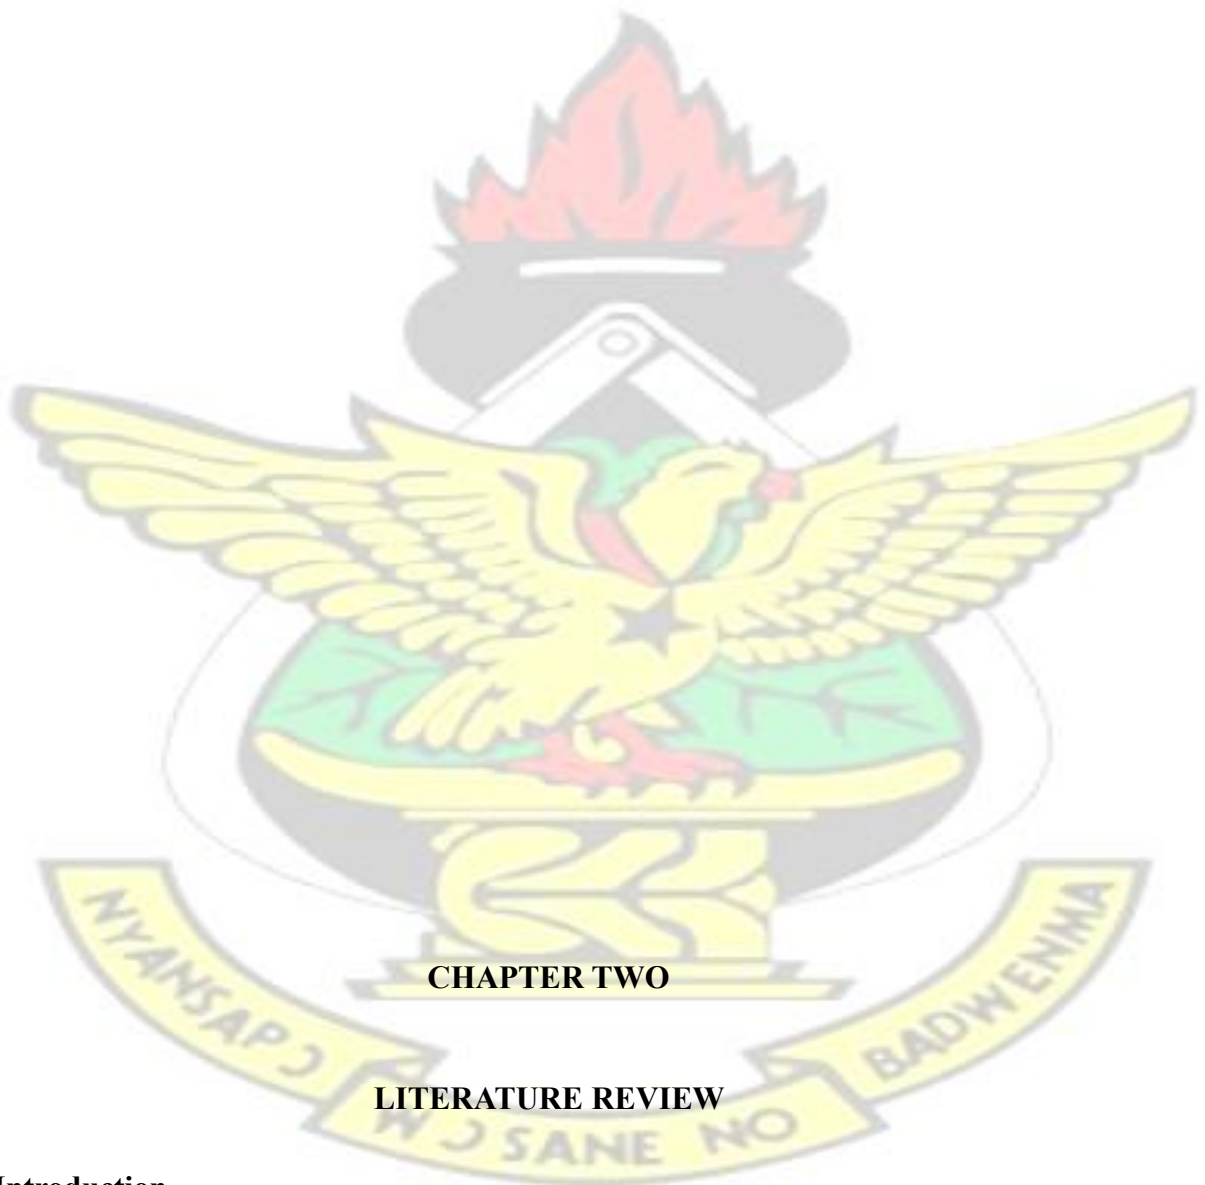 CHAPTER TWO
NYANSAPƆ
WƆSANE NO
BADWENMA
LITERATURE REVIEW
Introduction